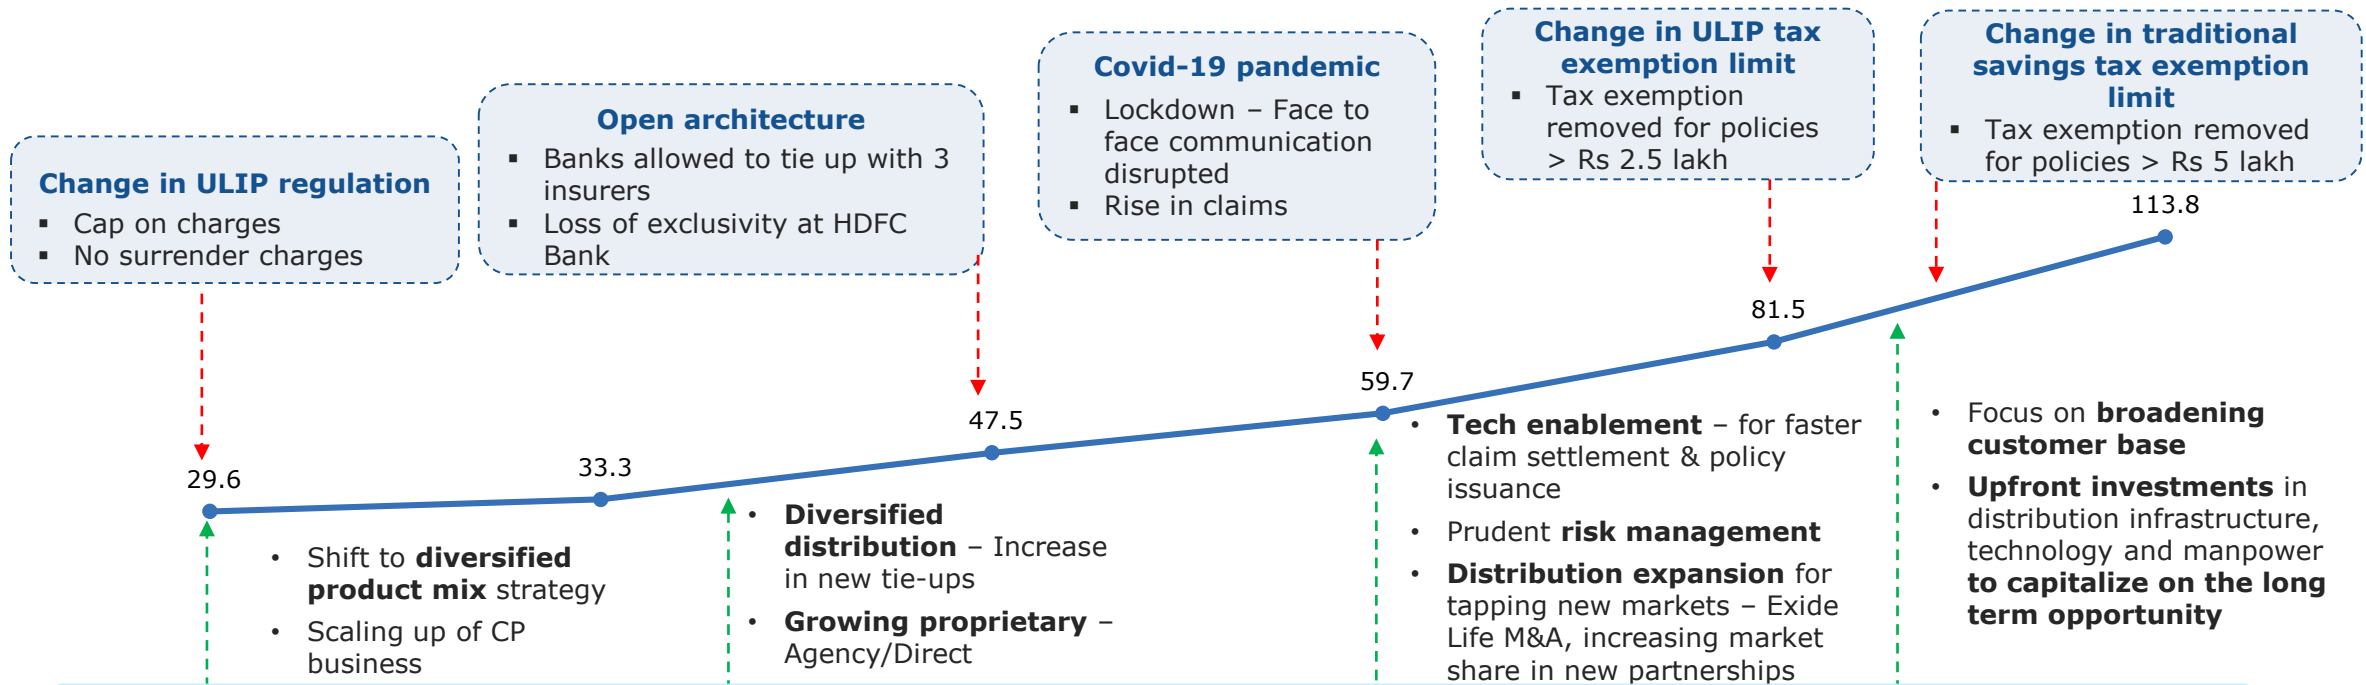 Change in ULIP regulation
▪ Cap on charges
▪ No surrender charges
Open architecture
▪ Banks allowed to tie up with 3
insurers
▪ Loss of exclusivity at HDFC
Bank
Covid-19 pandemic
▪ Lockdown – Face to
face communication
disrupted
▪ Rise in claims
Change in ULIP tax
exemption limit
▪ Tax exemption
removed for policies
> Rs 2.5 lakh
Change in traditional
savings tax exemption
limit
▪ Tax exemption removed
for policies > Rs 5 lakh
29.6
33.3
47.5
59.7
81.5
113.8
• Shift to diversified
product mix strategy
• Scaling up of CP
business
• Diversified
distribution – Increase
in new tie-ups
• Growing proprietary –
Agency/Direct
• Tech enablement – for faster
claim settlement & policy
issuance
• Prudent risk management
• Distribution expansion for
tapping new markets – Exide
Life M&A, increasing market
share in new partnerships
• Focus on broadening
customer base
• Upfront investments in
distribution infrastructure,
technology and manpower
to capitalize on the long
term opportunity